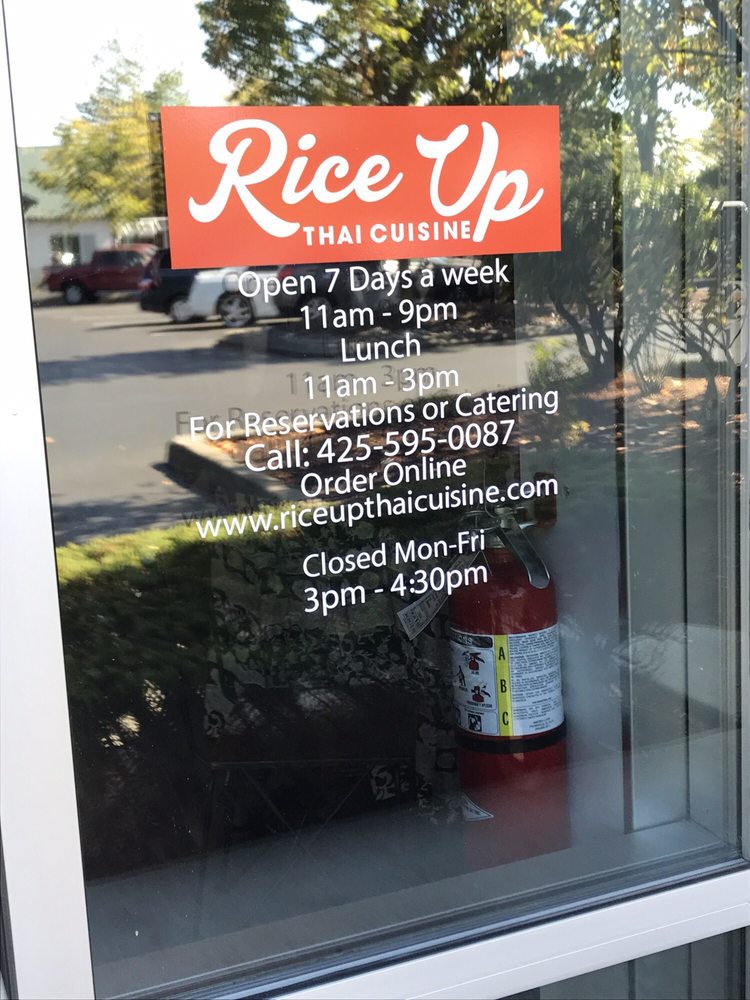 Rice Up
THAI CUISINE
Open 7 Days a week
11am - 9pm
Lunch
11am - 3pm
For Reservations or Catering
Call: 425-595-0087
Order Online
www.riceupthaicuisine.com
Closed Mon-Fri
3pm - 4:30pm
A
B
C